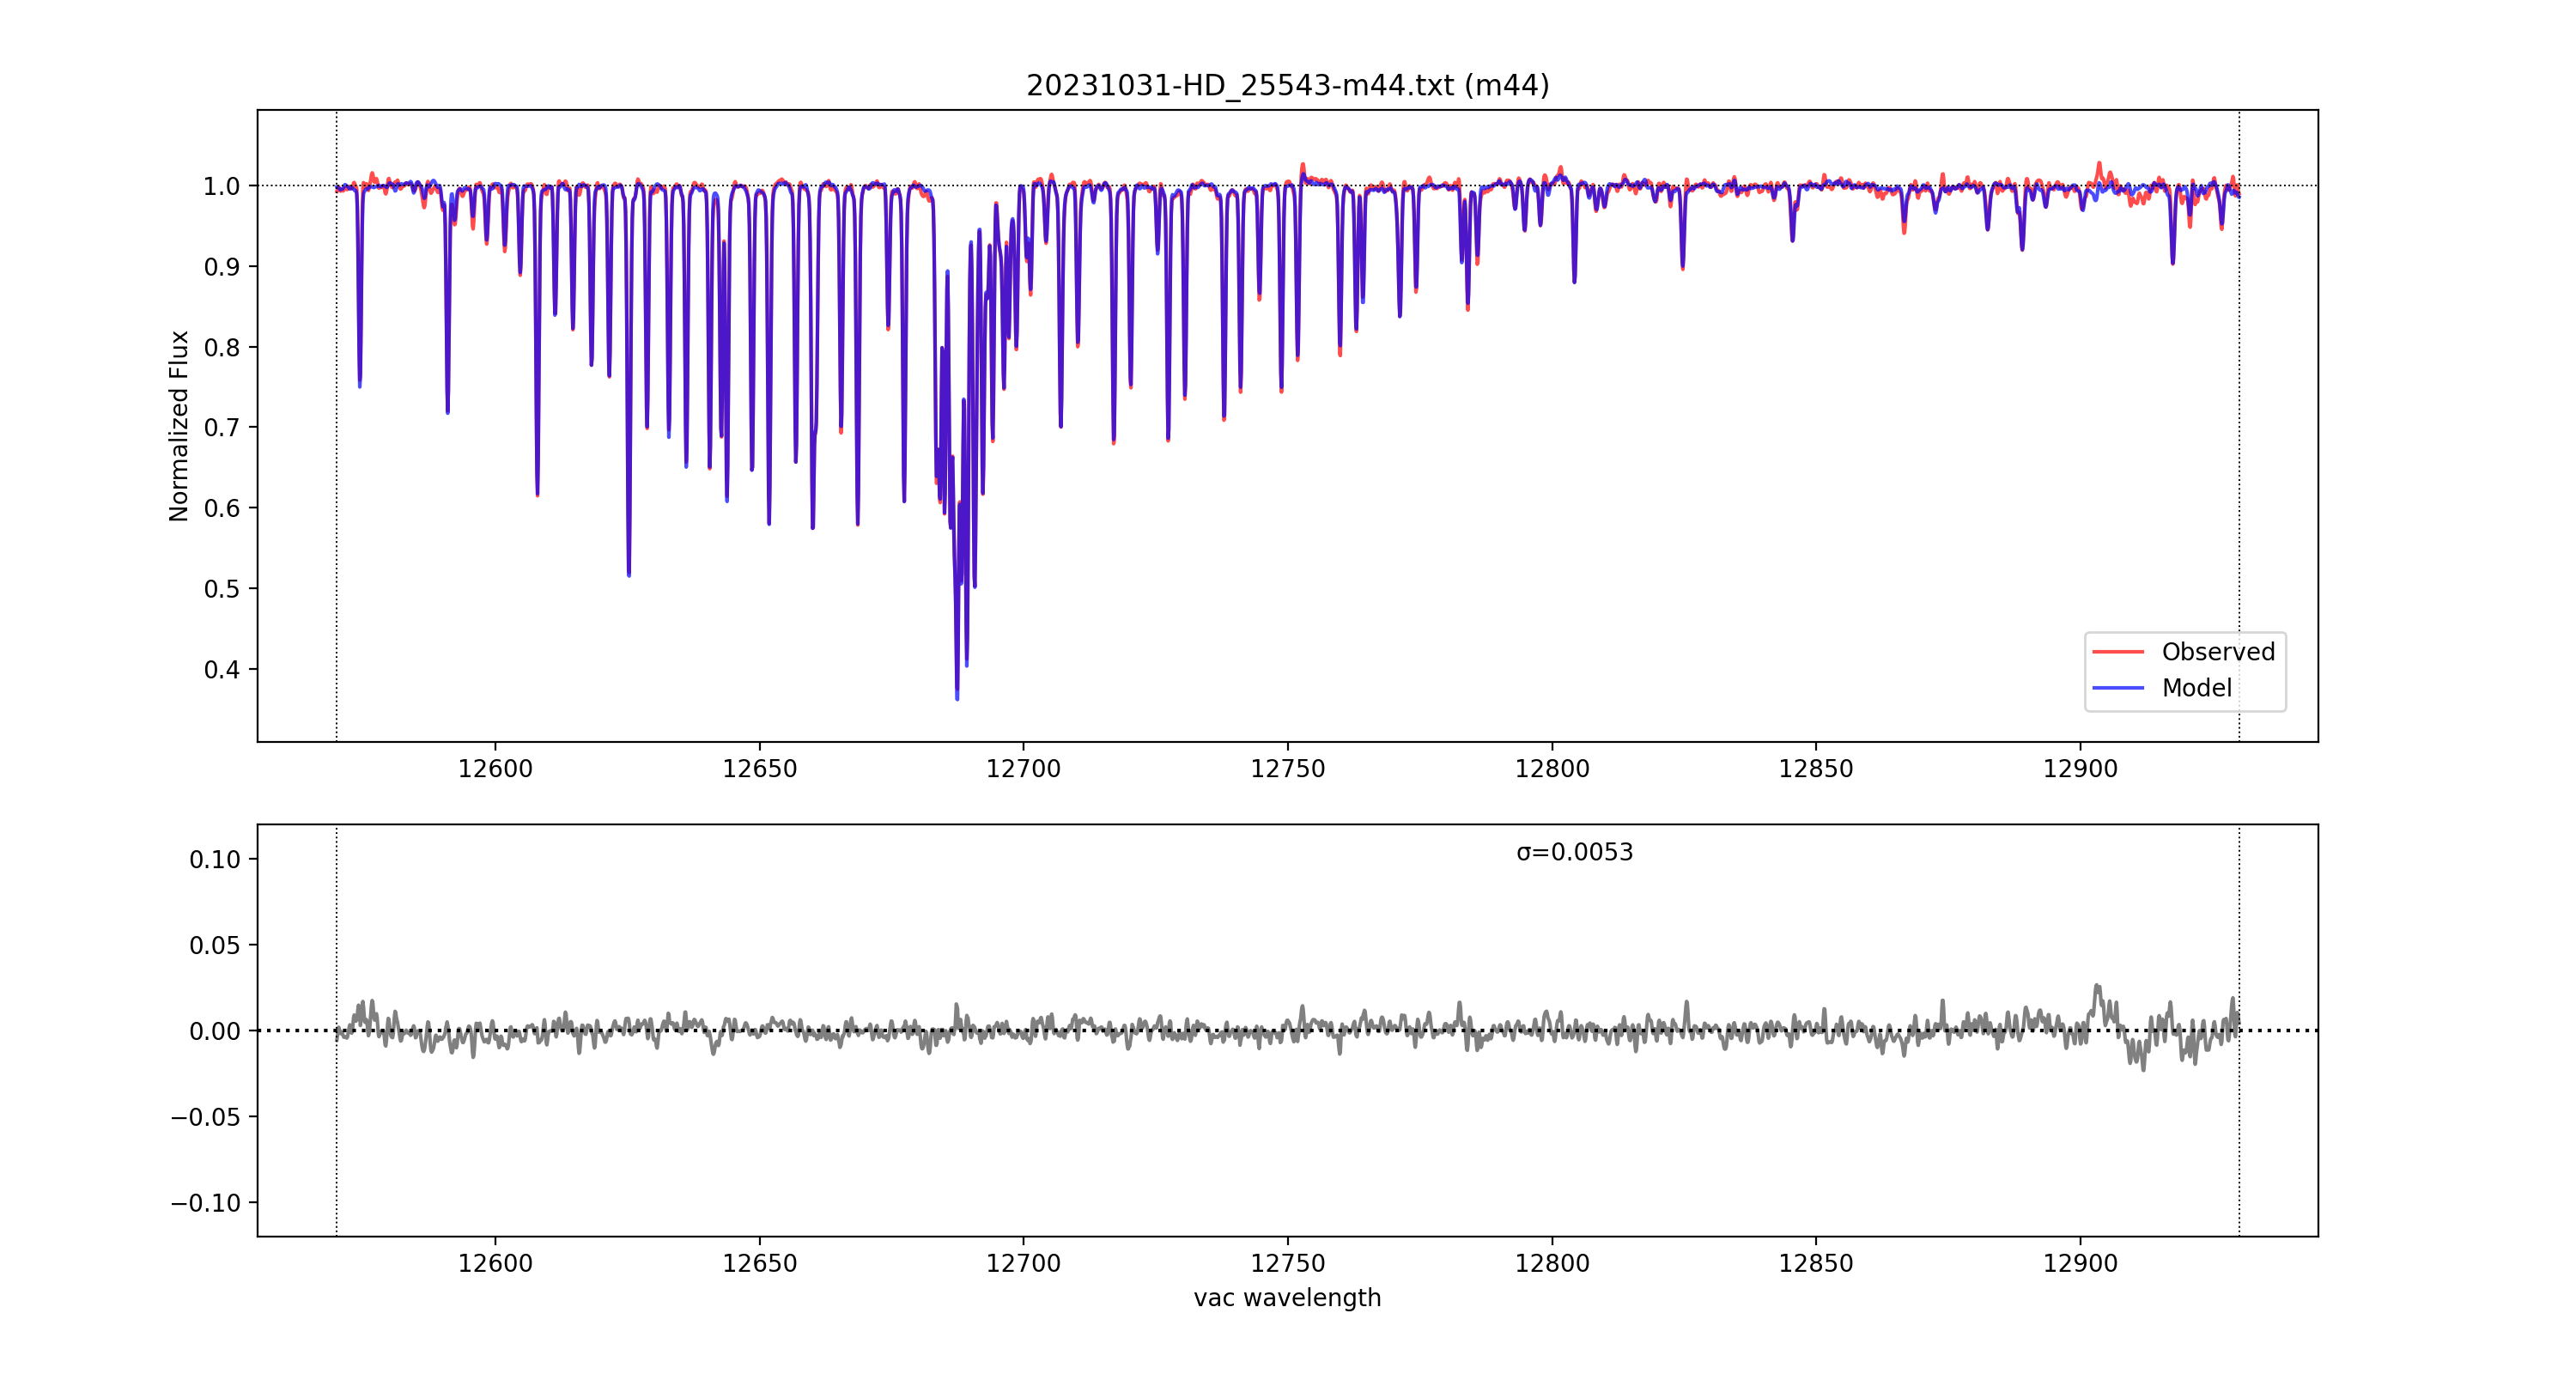 20231031-HD_25543-m44.txt (m44)
Normalized Flux
1.0
0.9
0.8
0.7
0.6
0.5
0.4
Observed
Model
12600 12650 12700 12750 12800 12850 12900
σ=0.0053
0.10
0.05
0.00
−0.05
−0.10
12600 12650 12700 12750 12800 12850 12900
vac wavelength